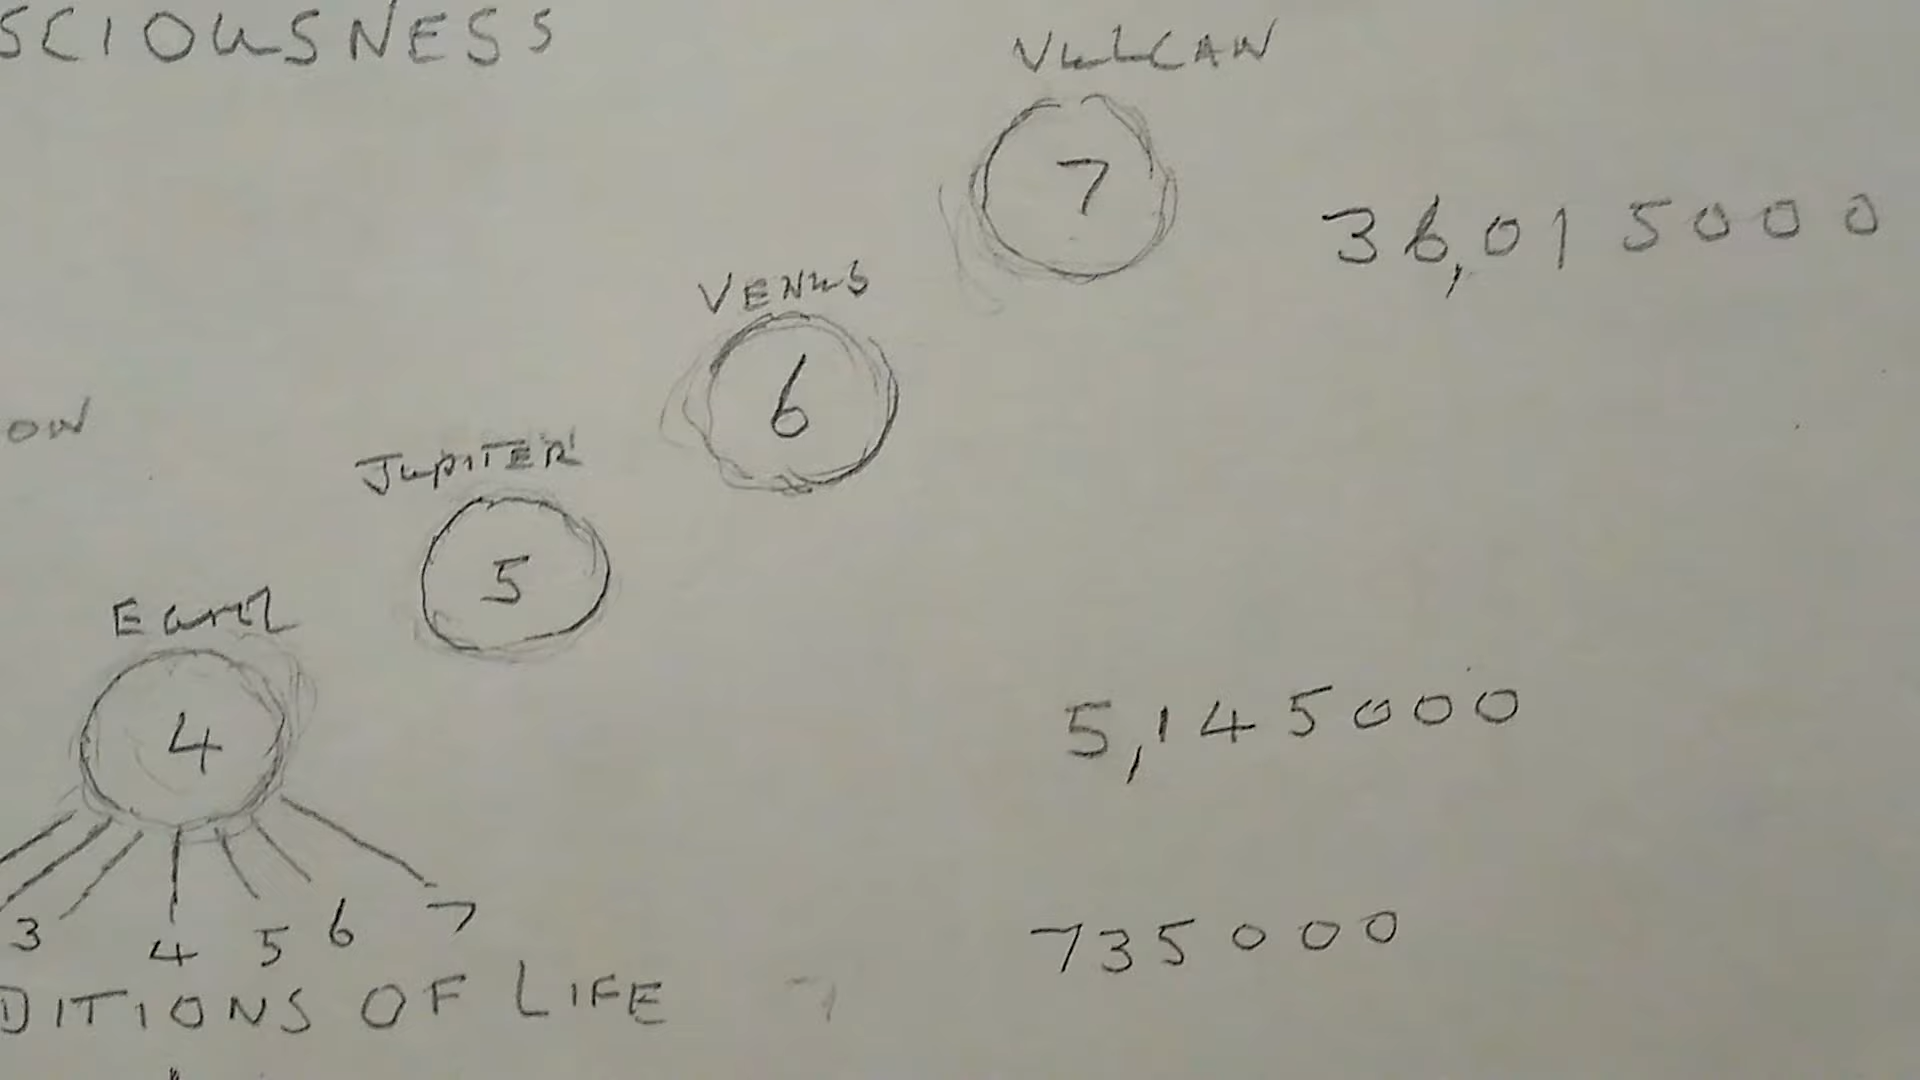 SCIOUSNESS
VULCAN
7
36,015000
VENUS
6
OW
JUPITER
5
Earth
4
5,145000
3 4 5 6 7
735000
DITIONS OF LIFE